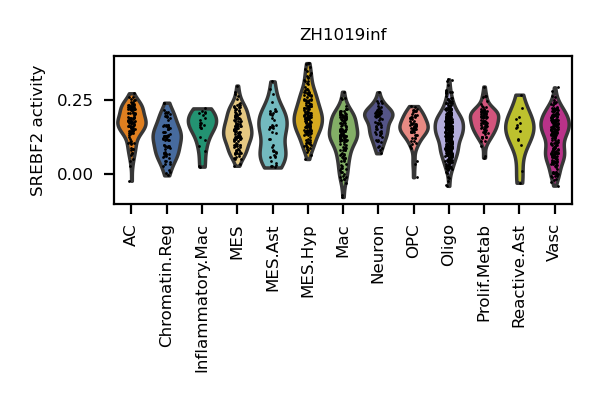 ZH1019inf
SREBF2 activity
0.25
0.00
AC
Chromatin.Reg
Inflammatory.Mac
MES
MES.Ast
MES.Hyp
Mac
Neuron
OPC
Oligo
Prolif.Metab
Reactive.Ast
Vasc